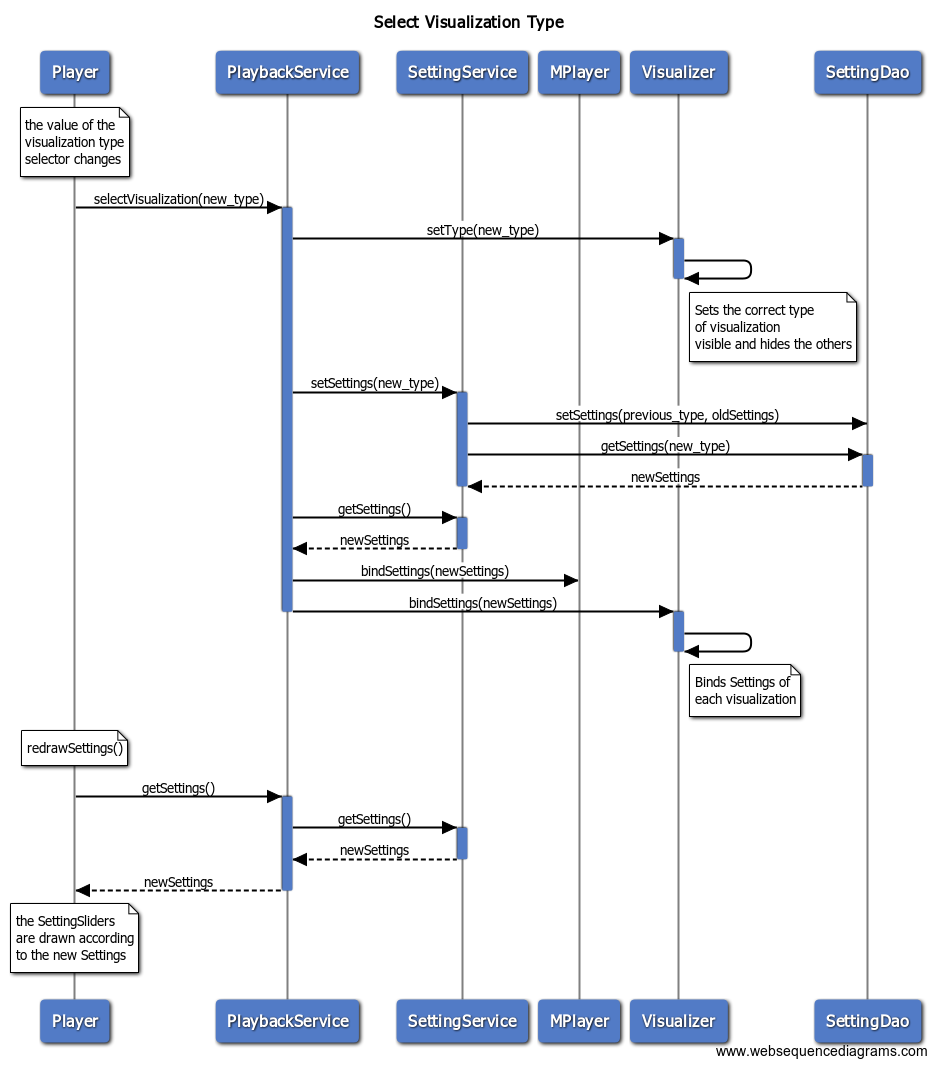 Select Visualization Type
Player PlaybackService SettingService MPlayer Visualizer SettingDao
the value of the
visualization type
selector changes
selectVisualization(new_type)
setType(new_type)
Sets the correct type
of visualization
visible and hides the others
setSettings(new_type)
setSettings(previous_type, oldSettings)
getSettings(new_type)
newSettings
getSettings()
newSettings
bindSettings(newSettings)
bindSettings(newSettings)
Binds Settings of
each visualization
redrawSettings()
getSettings()
getSettings()
newSettings
newSettings
the SettingSliders
are drawn according
to the new Settings
Player PlaybackService SettingService MPlayer Visualizer SettingDao
www.websequencediagrams.com